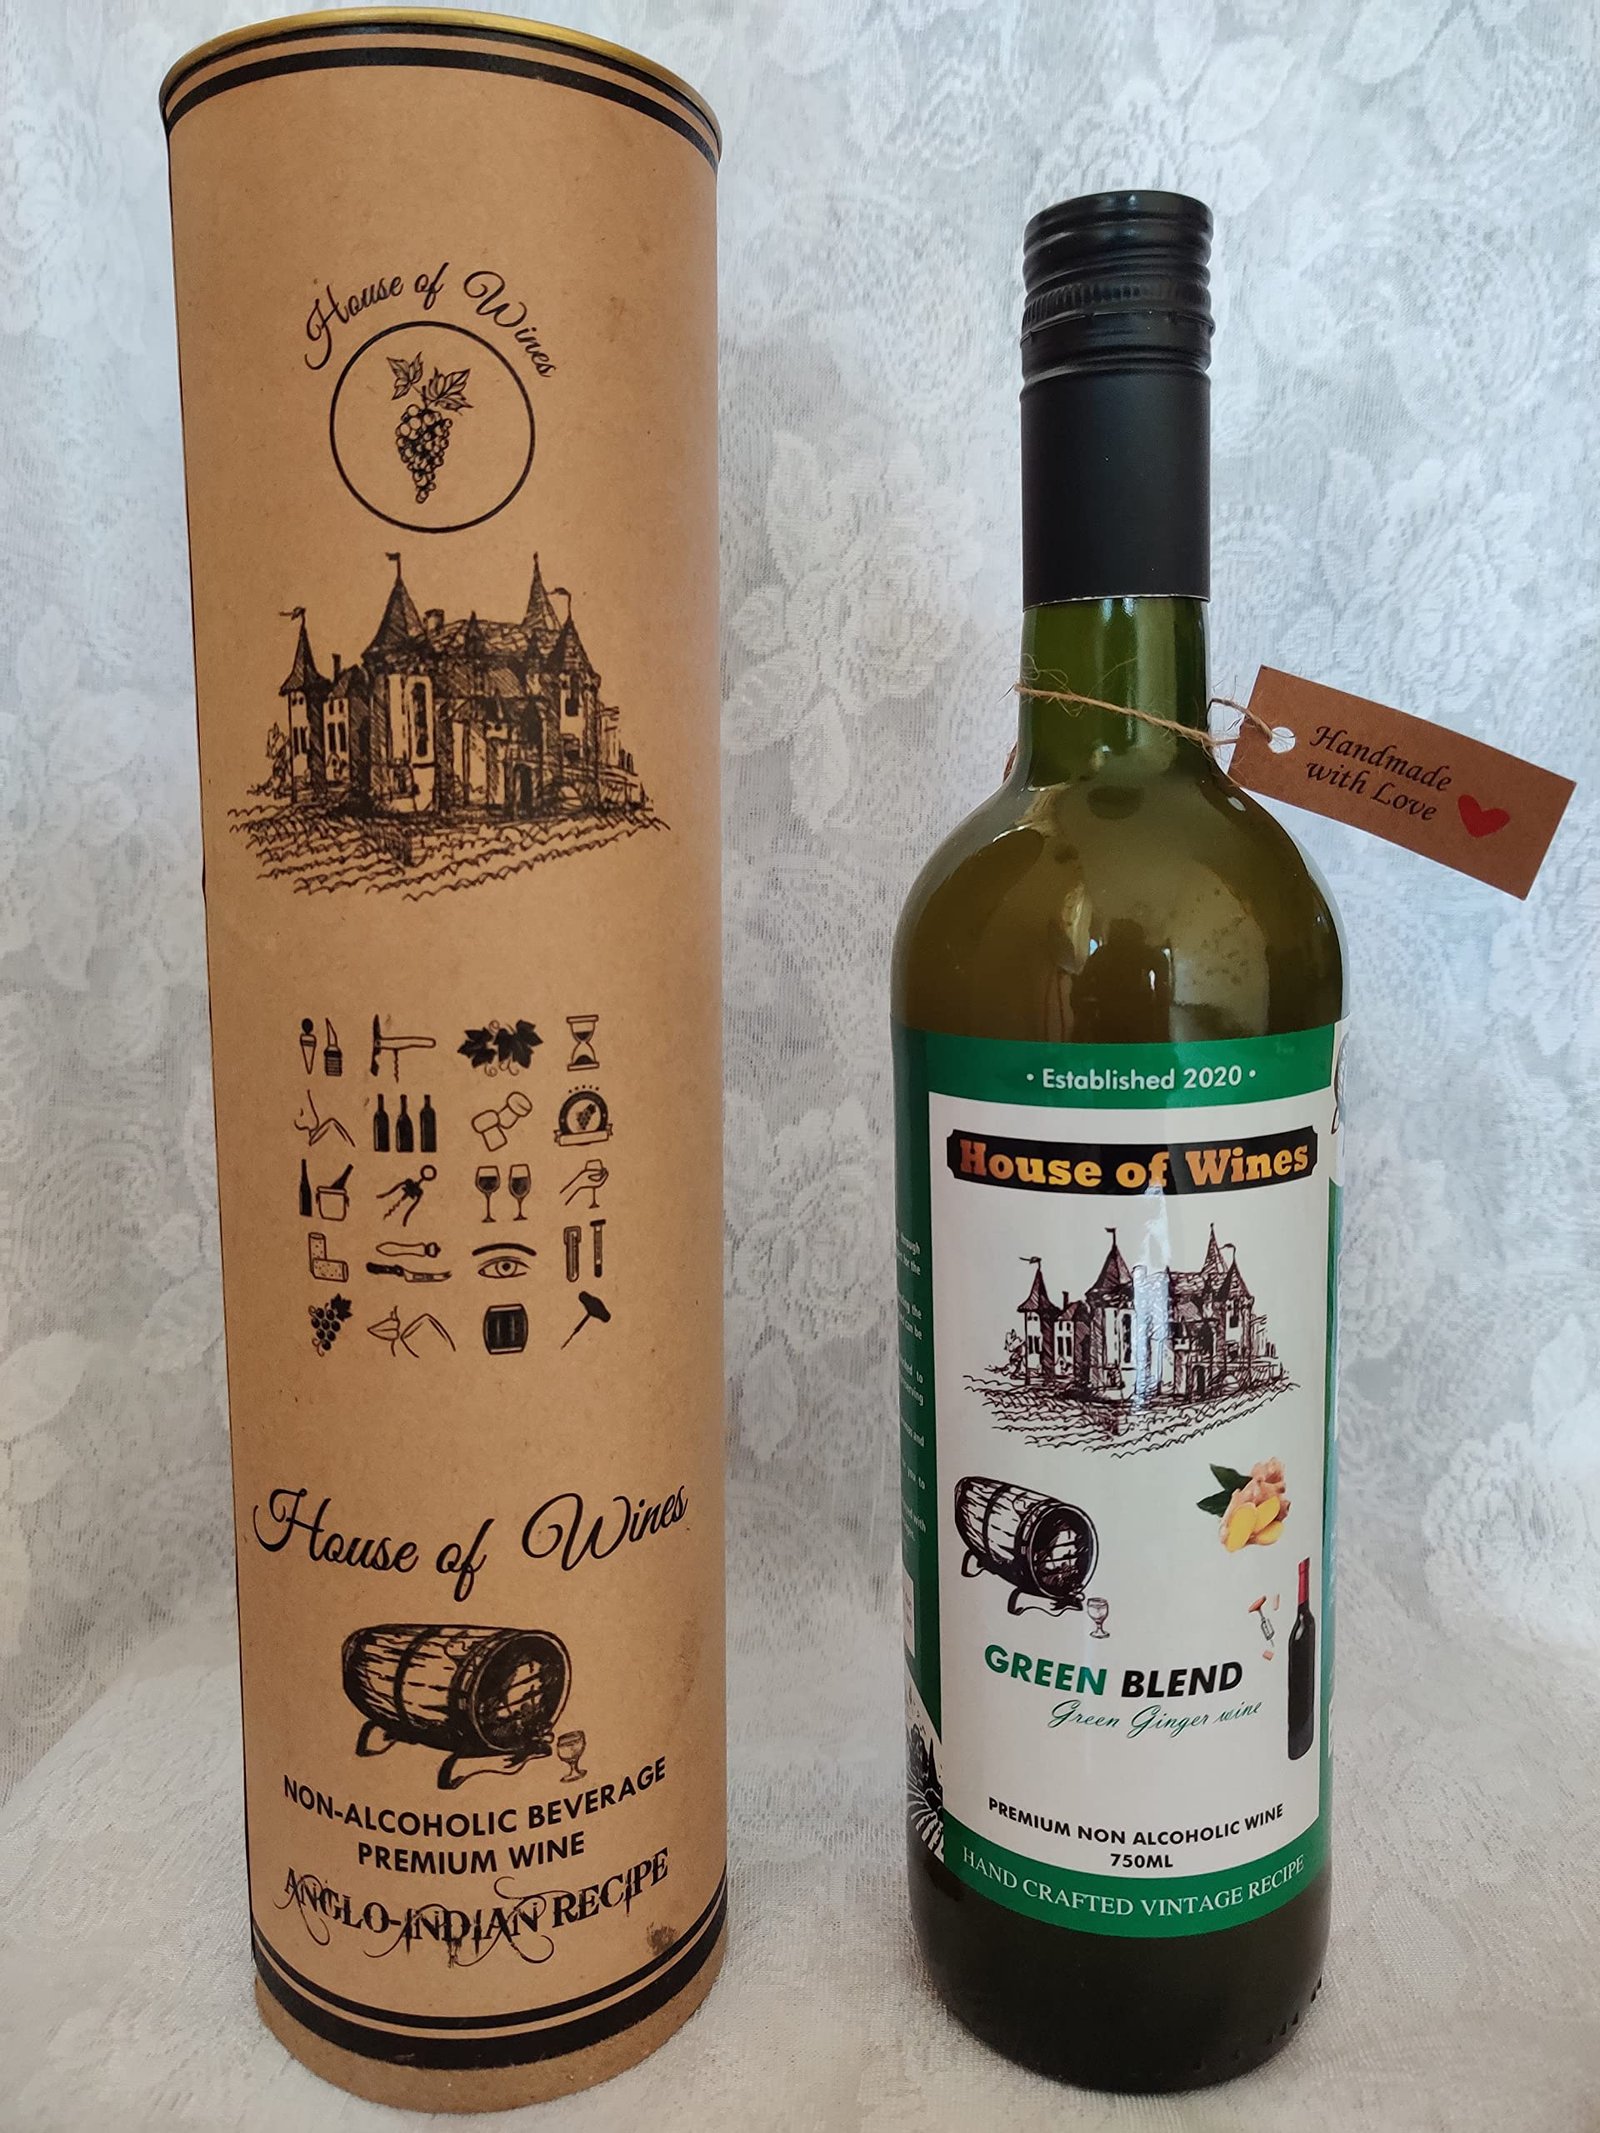 House of Wines
House of Wines
NON-ALCOHOLIC BEVERAGE
PREMIUM WINE
ANGLO-INDIAN RECIPE
Handmade
with Love
• Established 2020 •
House of Wines
GREEN BLEND
Green Ginger wine
PREMIUM NON ALCOHOLIC WINE
750ML
HAND CRAFTED VINTAGE RECIPE